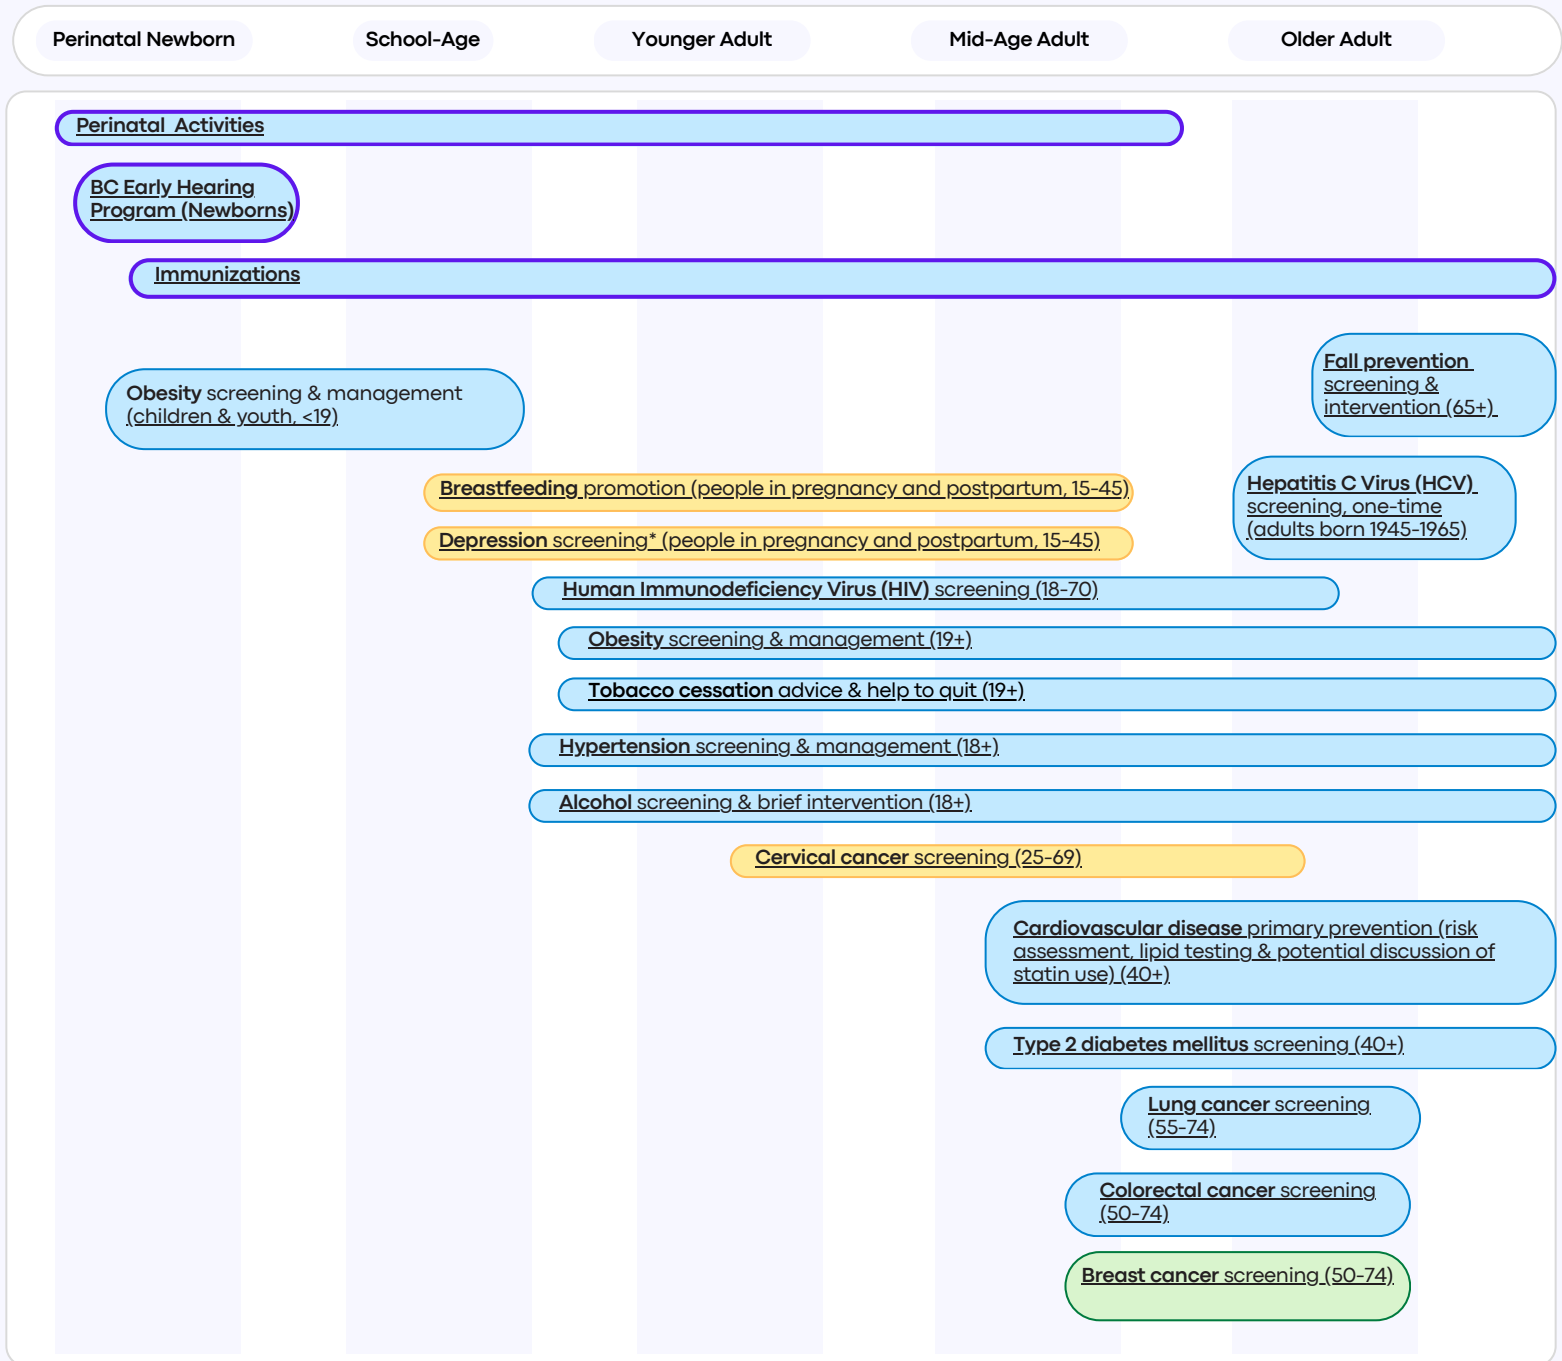 Perinatal Newborn
School-Age
Younger Adult
Mid-Age Adult
Older Adult
Perinatal Activities
BC Early Hearing
Program (Newborns)
Immunizations
Fall prevention
screening &
intervention (65+)
Obesity screening & management
(children & youth, <19)
Breastfeeding promotion (people in pregnancy and postpartum, 15-45)
Hepatitis C Virus (HCV)
screening, one-time
(adults born 1945-1965)
Depression screening* (people in pregnancy and postpartum, 15-45)
Human Immunodeficiency Virus (HIV) screening (18-70)
Obesity screening & management (19+)
Tobacco cessation advice & help to quit (19+)
Hypertension screening & management (18+)
Alcohol screening & brief intervention (18+)
Cervical cancer screening (25-69)
Cardiovascular disease primary prevention (risk
assessment, lipid testing & potential discussion of
statin use) (40+)
Type 2 diabetes mellitus screening (40+)
Lung cancer screening
(55-74)
Colorectal cancer screening
(50-74)
Breast cancer screening (50-74)